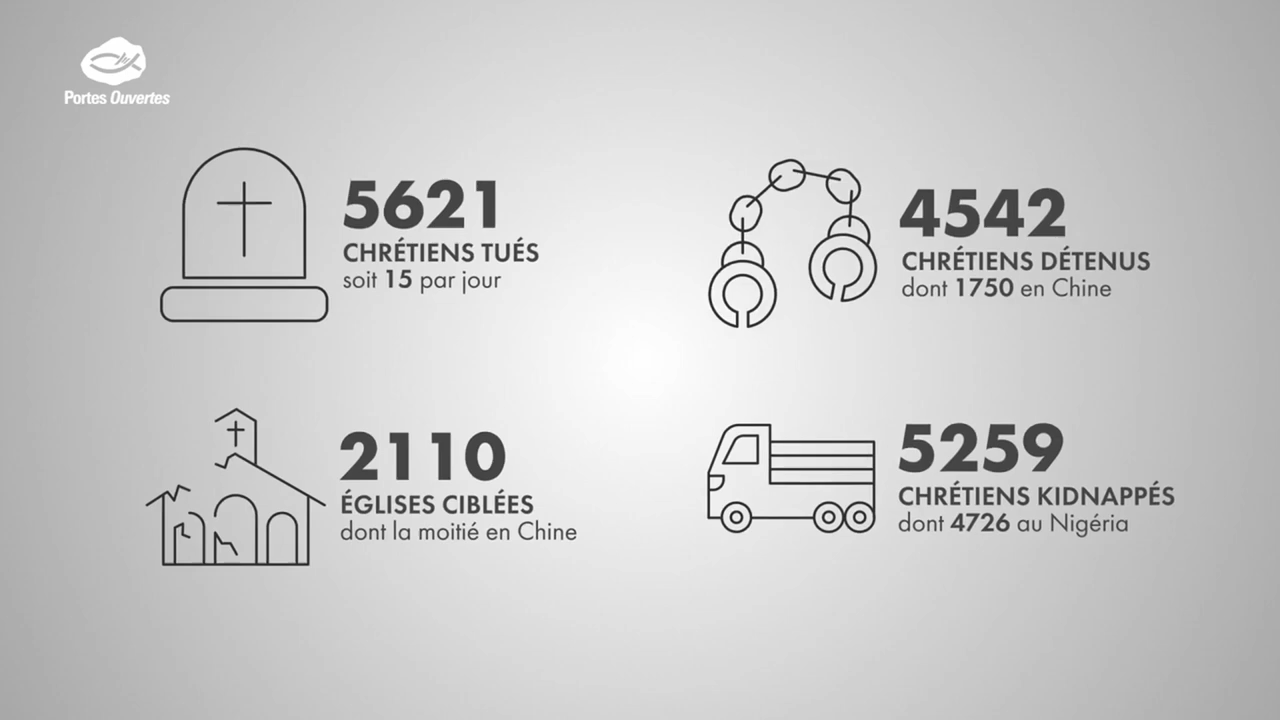 Portes Ouvertes
5621
CHRÉTIENS TUÉS
soit 15 par jour
4542
CHRÉTIENS DÉTENUS
dont 1750 en Chine
2110
ÉGLISES CIBLÉES
dont la moitié en Chine
5259
CHRÉTIENS KIDNAPPÉS
dont 4726 au Nigéria